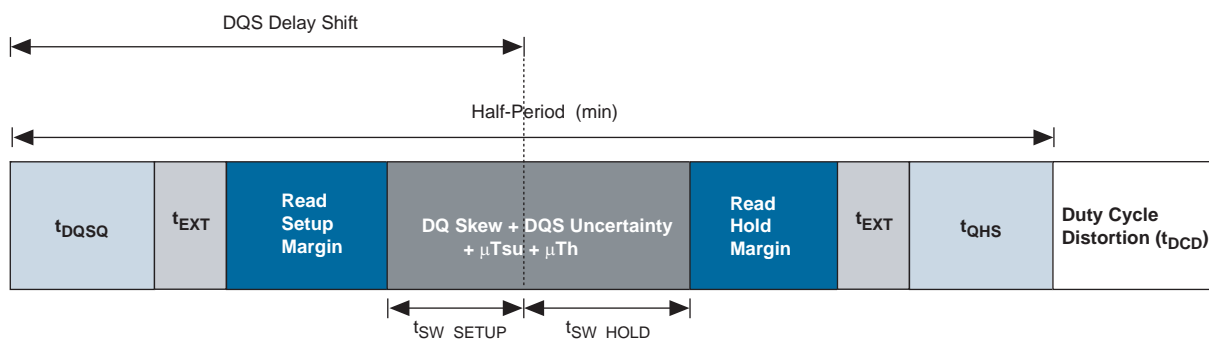 DQS Delay Shift
Half-Period (min)
tDQSQ
tEXT
Read
Setup
Margin
DQ Skew + DQS Uncertainty
+ μTsu + μTh
Read
Hold
Margin
tEXT
tQHS
Duty Cycle
Distortion (tDCD)
tSW SETUP
tSW HOLD